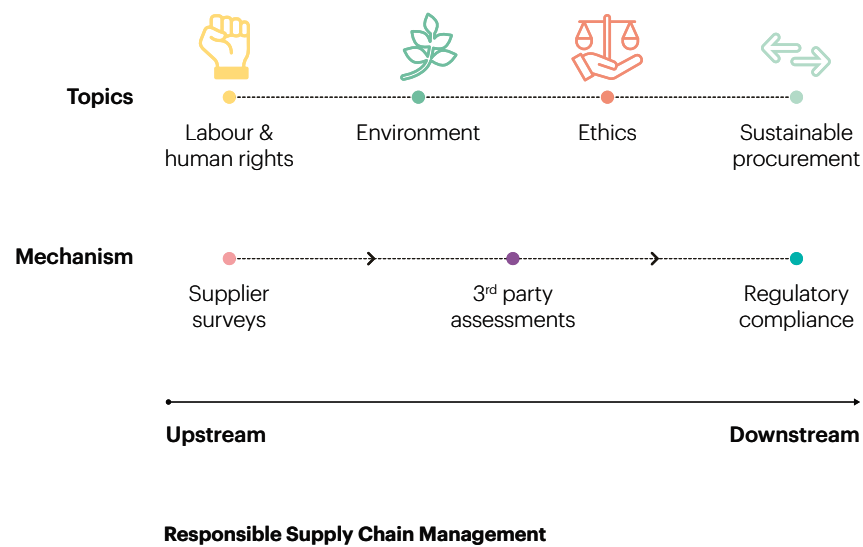 Topics
Labour &
human rights
Environment
Ethics
Sustainable
procurement
Mechanism
Supplier
surveys
3rd party
assessments
Regulatory
compliance
Upstream
Downstream
Responsible Supply Chain Management